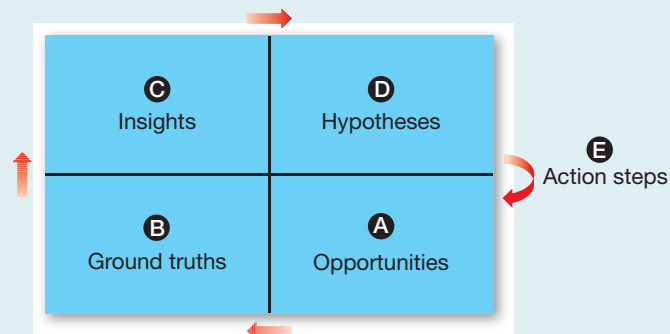 C
Insights
D
Hypotheses
E
Action steps
B
Ground truths
A
Opportunities